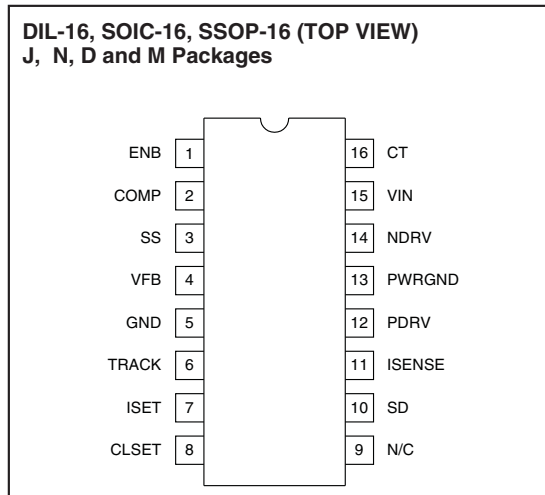 DIL-16, SOIC-16, SSOP-16 (TOP VIEW)
J, N, D and M Packages
ENB 1 16 CT
COMP 2 15 VIN
SS 3 14 NDRV
VFB 4 13 PWRGND
GND 5 12 PDRV
TRACK 6 11 ISENSE
ISET 7 10 SD
CLSET 8 9 N/C